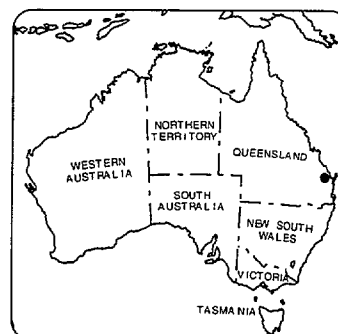 NORTHERN
TERRITORY
WESTERN
AUSTRALIA
QUEENSLAND
SOUTH
AUSTRALIA
NEW SOUTH
WALES
VICTORIA
TASMANIA